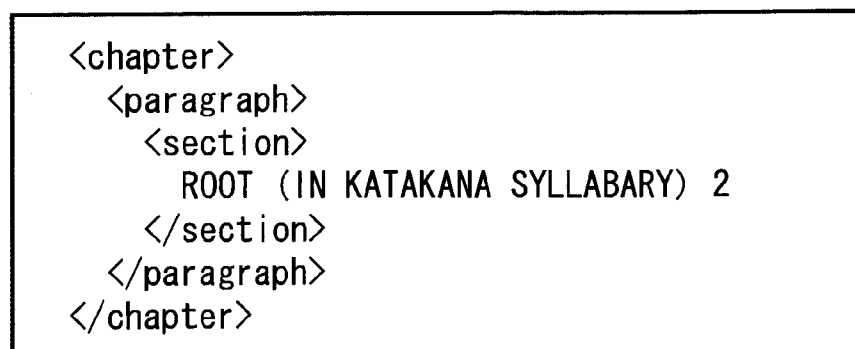 <chapter>
<paragraph>
<section>
ROOT (IN KATAKANA SYLLABARY) 2
</section>
</paragraph>
</chapter>